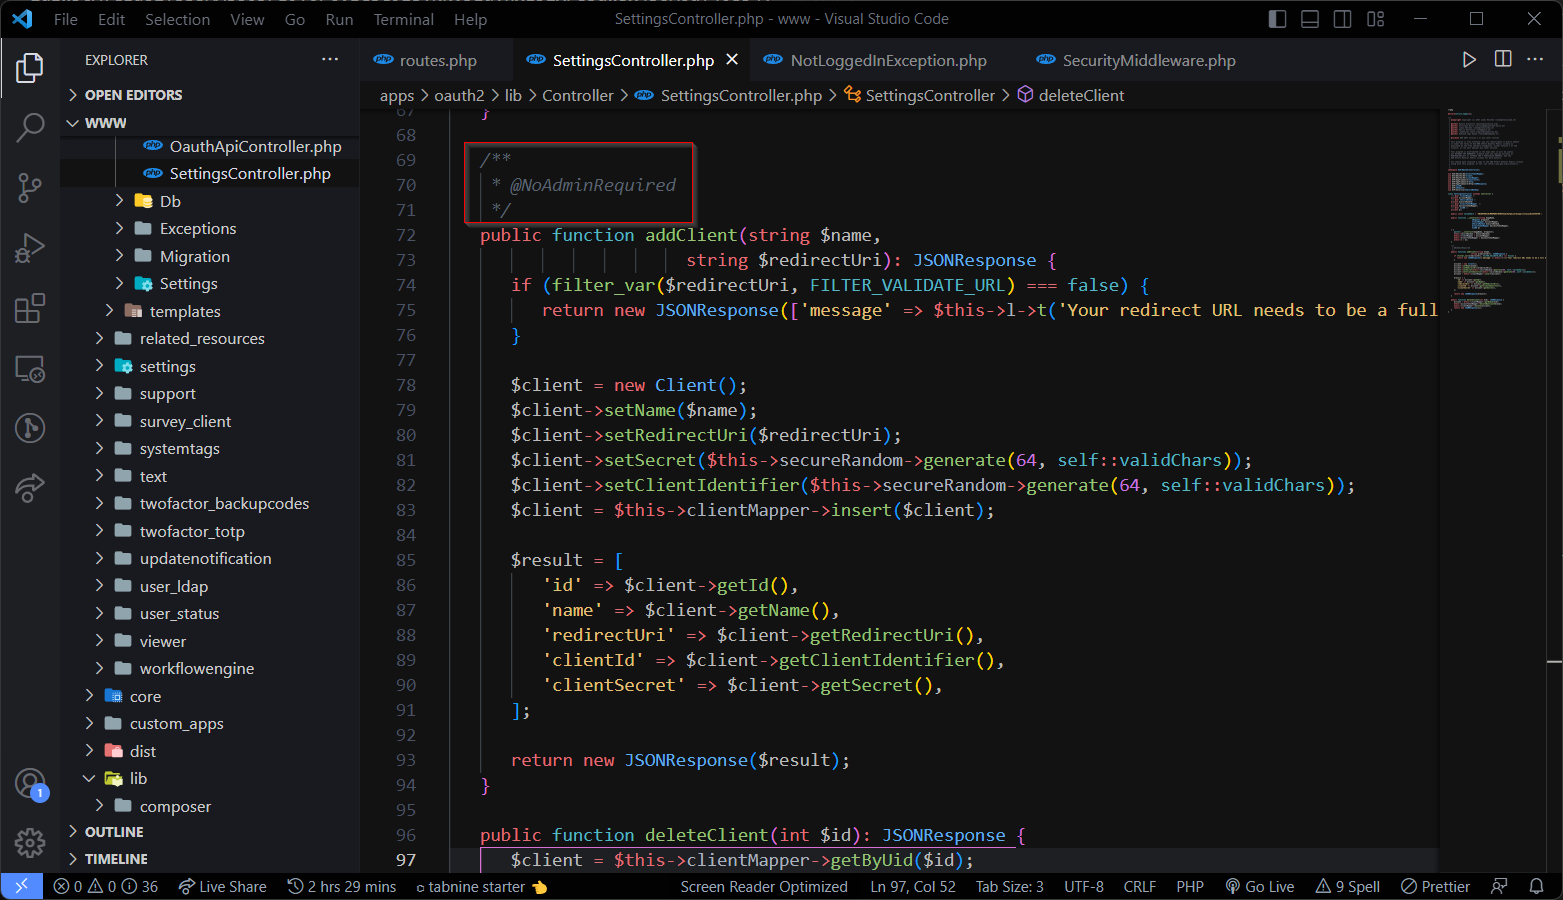 File Edit Selection View Go Run Terminal Help SettingsController.php - www - Visual Studio Code
EXPLORER ···
routes.php SettingsController.php NotLoggedInException.php SecurityMiddleware.php
apps > oauth2 > lib > Controller > SettingsController.php > SettingsController > deleteClient
OPEN EDITORS
WWW
OauthApiController.php
SettingsController.php
Db
Exceptions
Migration
Settings
templates
related_resources
settings
support
survey_client
systemtags
text
twofactor_backupcodes
twofactor_totp
updatenotification
user_ldap
user_status
viewer
workflowengine
core
custom_apps
dist
lib
composer
OUTLINE
TIMELINE
67 }
68
69 /**
70 * @NoAdminRequired
71 */
72 public function addClient(string $name,
73 string $redirectUri): JSONResponse {
74 if (filter_var($redirectUri, FILTER_VALIDATE_URL) === false) {
75 return new JSONResponse(['message' => $this->l->t('Your redirect URL needs to be a full
76 }
77
78 $client = new Client();
79 $client->setName($name);
80 $client->setRedirectUri($redirectUri);
81 $client->setSecret($this->secureRandom->generate(64, self::validChars));
82 $client->setClientIdentifier($this->secureRandom->generate(64, self::validChars));
83 $client = $this->clientMapper->insert($client);
84
85 $result = [
86 'id' => $client->getId(),
87 'name' => $client->getName(),
88 'redirectUri' => $client->getRedirectUri(),
89 'clientId' => $client->getClientIdentifier(),
90 'clientSecret' => $client->getSecret(),
91 ];
92
93 return new JSONResponse($result);
94 }
95
96 public function deleteClient(int $id): JSONResponse {
97 $client = $this->clientMapper->getByUid($id);
1
0 0 36 Live Share 2 hrs 29 mins tabnine starter Screen Reader Optimized Ln 97, Col 52 Tab Size: 3 UTF-8 CRLF PHP Go Live 9 Spell Prettier